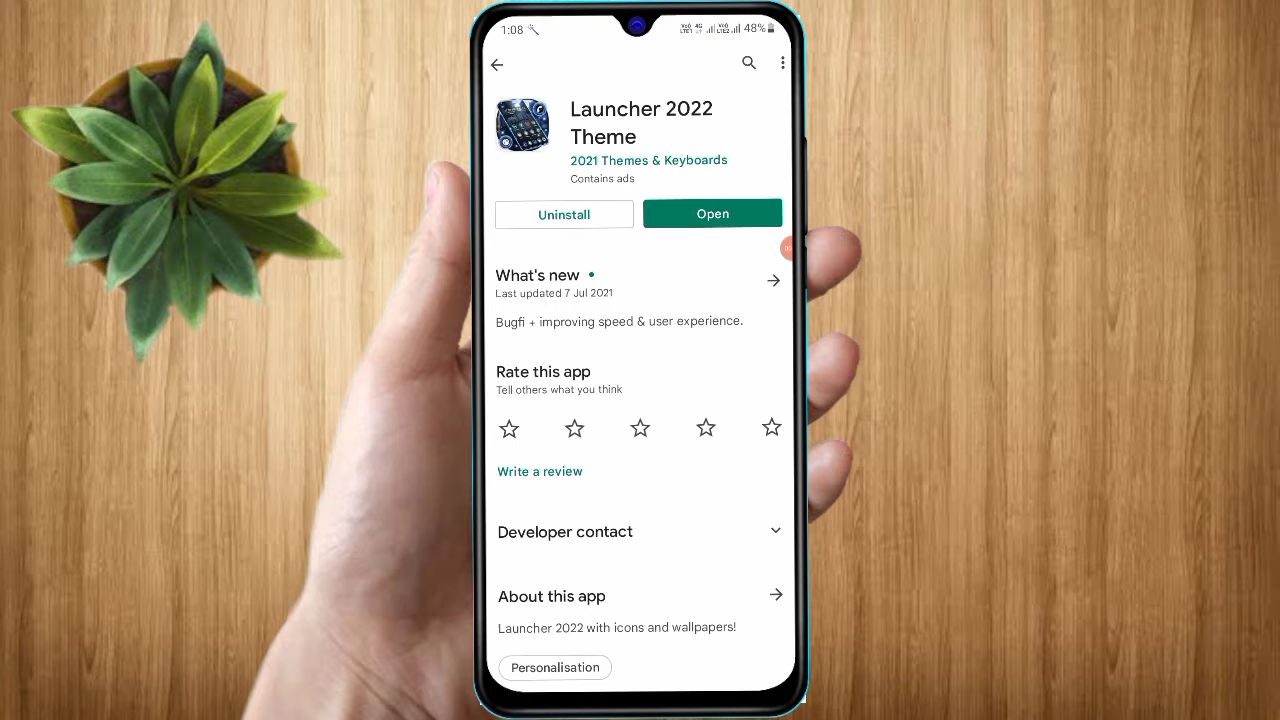 1:08 48%
Launcher 2022
Theme
2021 Themes & Keyboards
Contains ads
Uninstall Open
What's new
Last updated 7 Jul 2021
Bugfi + improving speed & user experience.
Rate this app
Tell others what you think
Write a review
Developer contact
About this app
Launcher 2022 with icons and wallpapers!
Personalisation